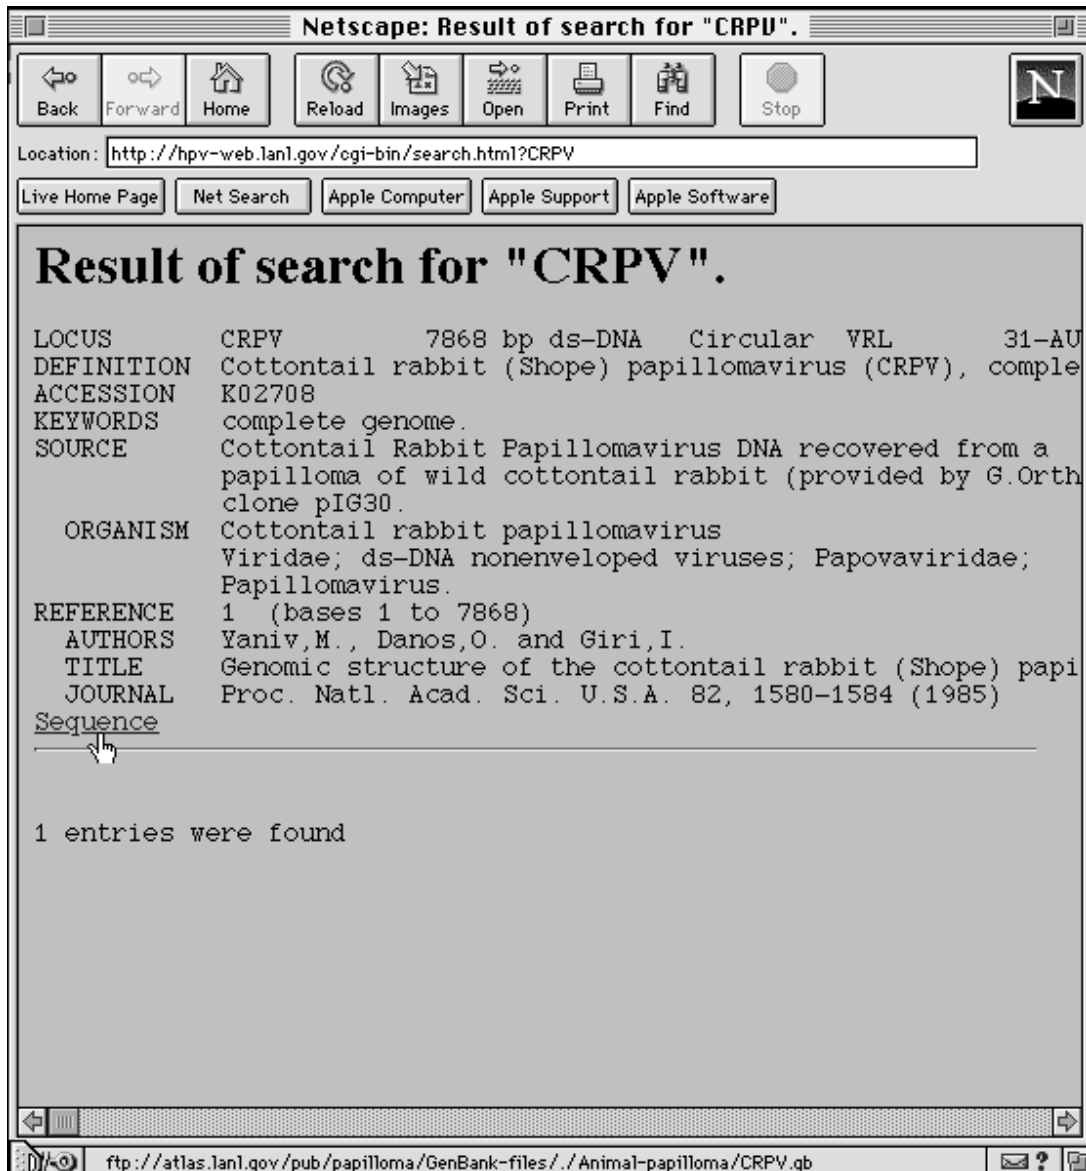 Netscape: Result of search for "CRPV".
Back Forward Home Reload Images Open Print Find Stop N
Location: http://hpv-web.lanl.gov/cgi-bin/search.html?CRPV
Live Home Page Net Search Apple Computer Apple Support Apple Software
Result of search for "CRPV".
LOCUS CRPV 7868 bp ds-DNA Circular VRL 31-AU
DEFINITION Cottontail rabbit (Shope) papillomavirus (CRPV), comple
ACCESSION K02708
KEYWORDS complete genome.
SOURCE Cottontail Rabbit Papillomavirus DNA recovered from a
papilloma of wild cottontail rabbit (provided by G.Orth
clone pIG30.
ORGANISM Cottontail rabbit papillomavirus
Viridae; ds-DNA nonenveloped viruses; Papovaviridae;
Papillomavirus.
REFERENCE 1 (bases 1 to 7868)
AUTHORS Yaniv,M., Danos,O. and Giri,I.
TITLE Genomic structure of the cottontail rabbit (Shope) papi
JOURNAL Proc. Natl. Acad. Sci. U.S.A. 82, 1580-1584 (1985)
Sequence
1 entries were found
ftp://atlas.lanl.gov/pub/papilloma/GenBank-files/./Animal-papilloma/CRPV.gb
?